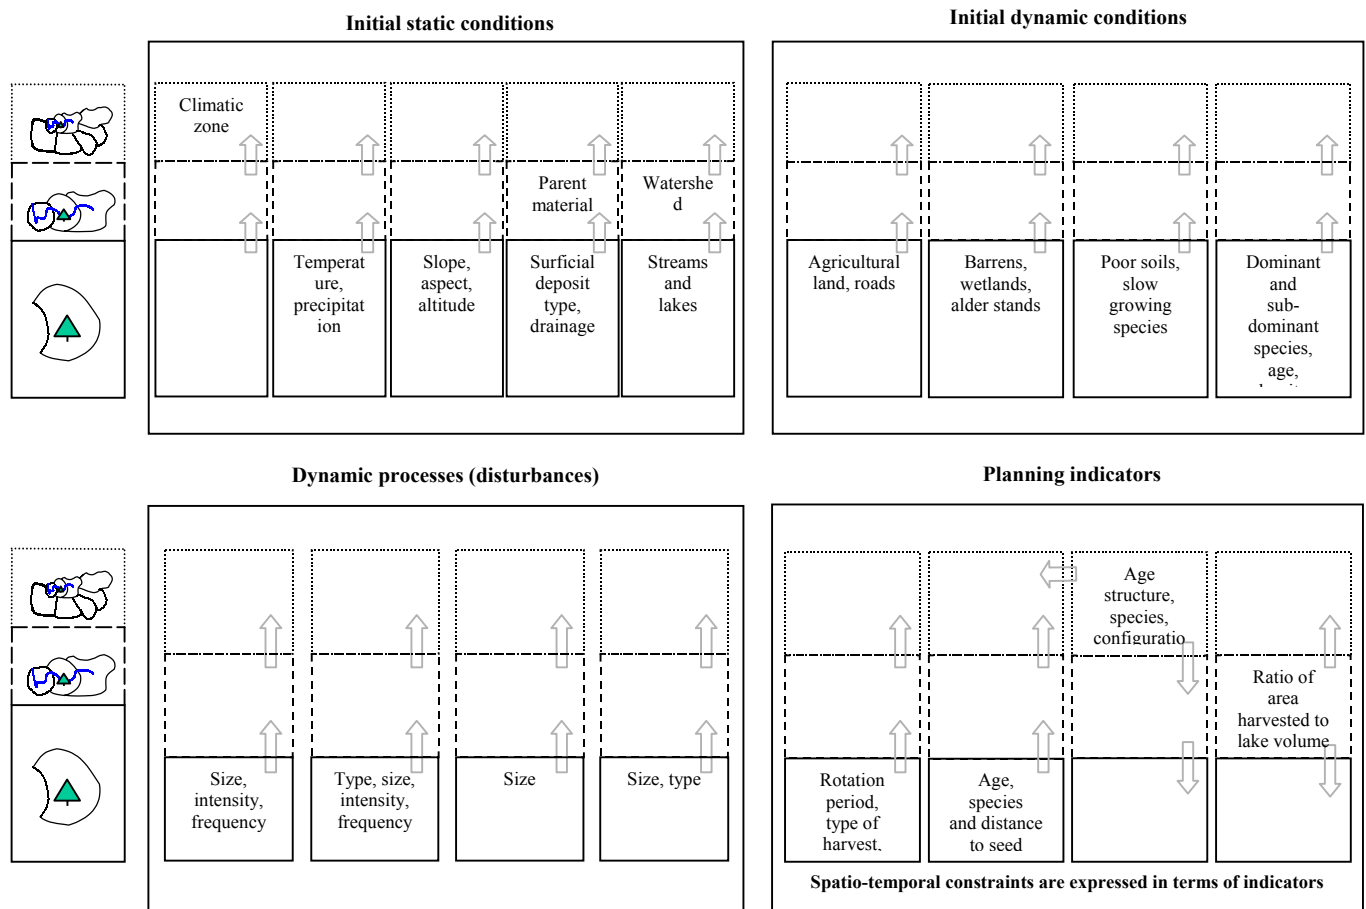 Initial static conditions
Initial dynamic conditions
Climatic
zone
Parent
material
Watershe
d
Temperat
ure,
precipitat
ion
Slope,
aspect,
altitude
Surficial
deposit
type,
drainage
Streams
and
lakes
Agricultural
land, roads
Barrens,
wetlands,
alder stands
Poor soils,
slow
growing
species
Dominant
and
sub-
dominant
species,
age,
Dynamic processes (disturbances)
Planning indicators
Size,
intensity,
frequency
Type, size,
intensity,
frequency
Size
Size, type
Age
structure,
species,
configuratio
Ratio of
area
harvested to
lake volume
Rotation
period,
type of
harvest,
Age,
species
and distance
to seed
Spatio-temporal constraints are expressed in terms of indicators